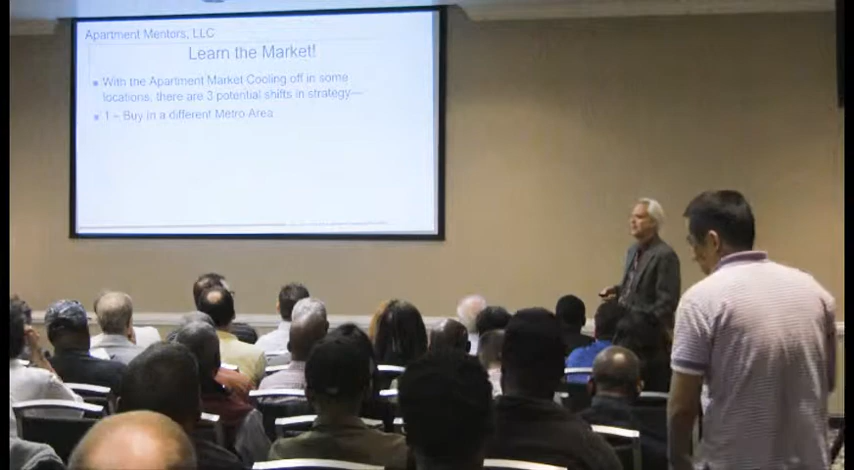 Apartment Mentors, LLC
Learn the Market!
With the Apartment Market Cooling off in some
locations, there are 3 potential shifts in strategy—
1 – Buy in a different Metro Area